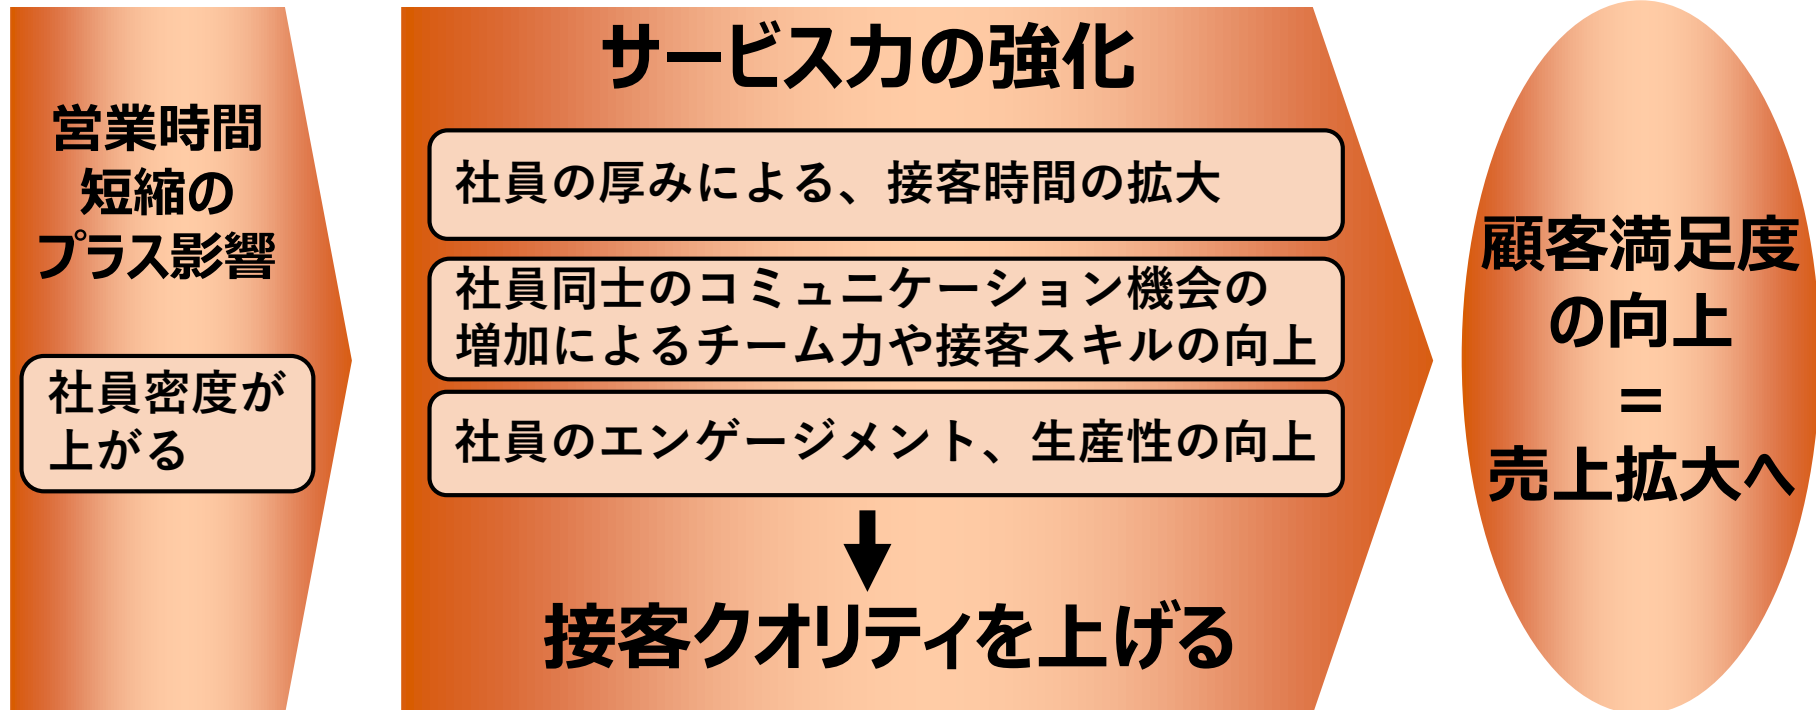 営業時間
短縮の
プラス影響
社員密度が
上がる
サービス力の強化
社員の厚みによる、接客時間の拡大
社員同士のコミュニケーション機会の
増加によるチーム力や接客スキルの向上
社員のエンゲージメント、生産性の向上
接客クオリティを上げる
顧客満足度
の向上
＝
売上拡大へ